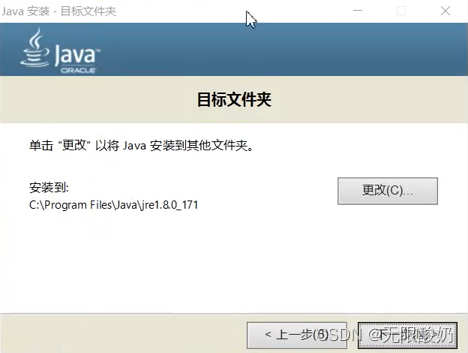 Java 安装 - 目标文件夹
Java™
ORACLE
目标文件夹
单击 "更改" 以将 Java 安装到其他文件夹。
安装到:
更改(C)...
C:\Program Files\Java\jre1.8.0_171
< 上一步(B)
CSDN @无限酸奶